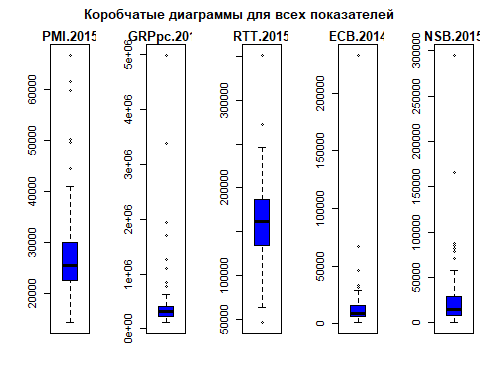 Коробчатые диаграммы для всех показателей
PMI.2015 GRPpc.201 RTT.2015 ECB.2014 NSB.2015
20000 30000 40000 50000 60000
0e+00 1e+06 2e+06 3e+06 4e+06 5e+06
50000 100000 200000 300000
0 50000 100000 150000 200000
0 50000 100000 150000 200000 250000 300000